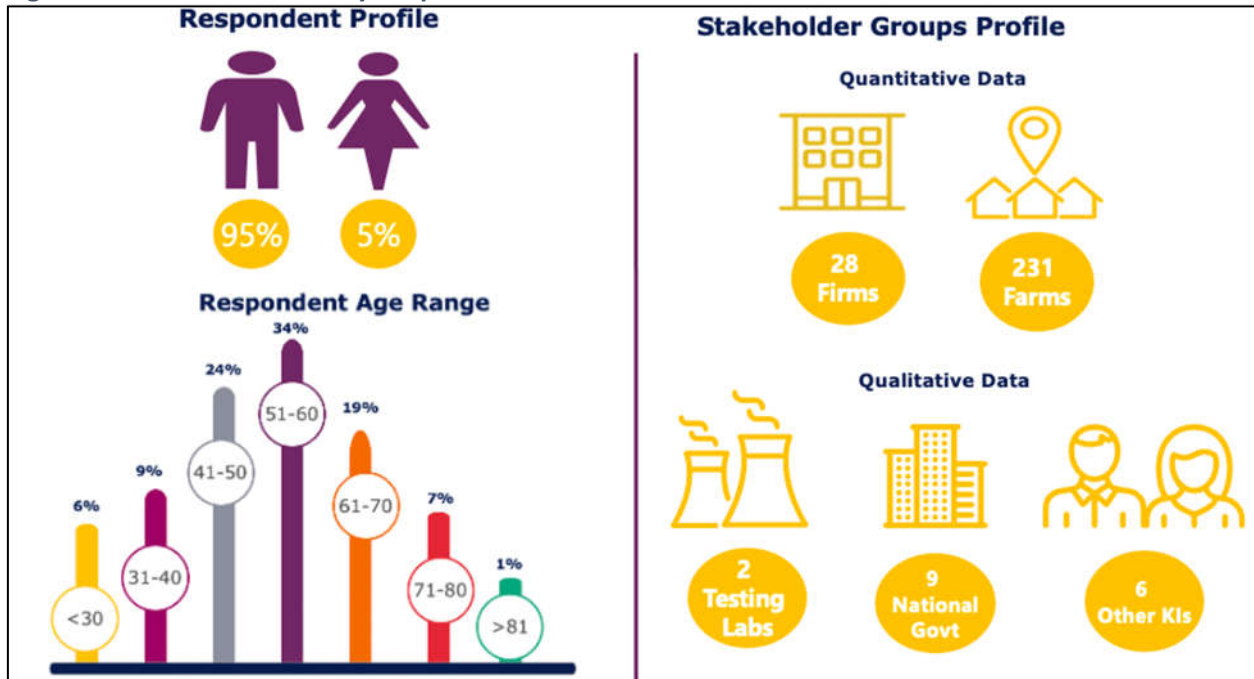 Respondent Profile
95%
5%
Respondent Age Range
6%
9%
24%
34%
19%
7%
1%
<30
31-40
41-50
51-60
61-70
71-80
>81
Stakeholder Groups Profile
Quantitative Data
28
Firms
231
Farms
Qualitative Data
2
Testing
Labs
9
National
Govt
6
Other KIs